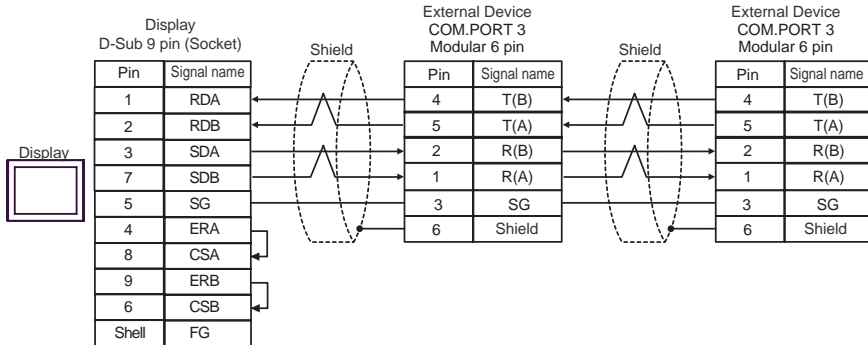 Display
D-Sub 9 pin (Socket)
Shield
External Device
COM.PORT 3
Modular 6 pin
Shield
External Device
COM.PORT 3
Modular 6 pin
Pin Signal name
Pin Signal name
Pin Signal name
1 RDA 4 T(B) 4 T(B)
2 RDB 5 T(A) 5 T(A)
Display
3 SDA 2 R(B) 2 R(B)
7 SDB 1 R(A) 1 R(A)
5 SG 3 SG 3 SG
4 ERA 6 Shield 6 Shield
8 CSA
9 ERB
6 CSB
Shell FG